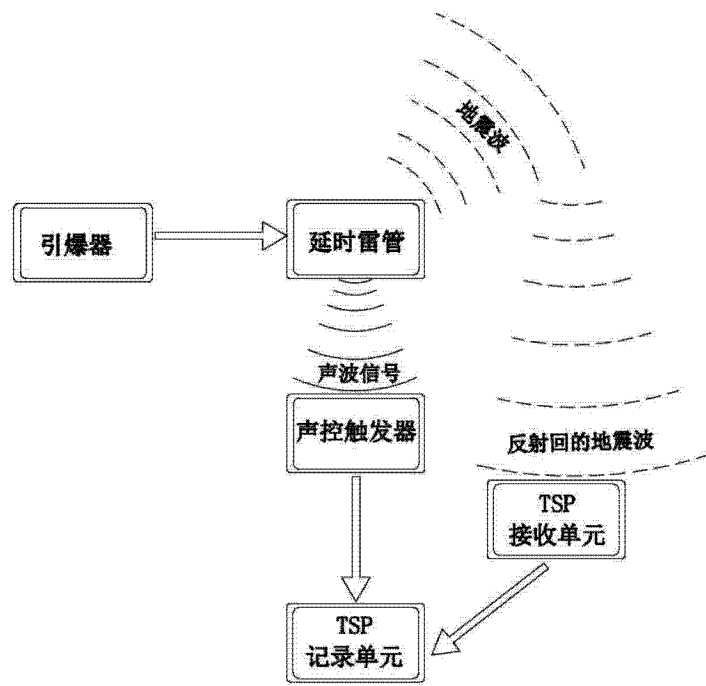 地震波
引爆器
延时雷管
声波信号
声控触发器
反射回的地震波
TSP
接收单元
TSP
记录单元